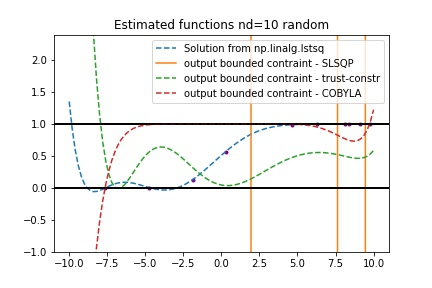 Estimated functions nd=10 random
Solution from np.linalg.lstsq
output bounded contraint - SLSQP
output bounded contraint - trust-constr
output bounded contraint - COBYLA
2.0
1.5
1.0
0.5
0.0
−0.5
−1.0
−10.0 −7.5 −5.0 −2.5 0.0 2.5 5.0 7.5 10.0